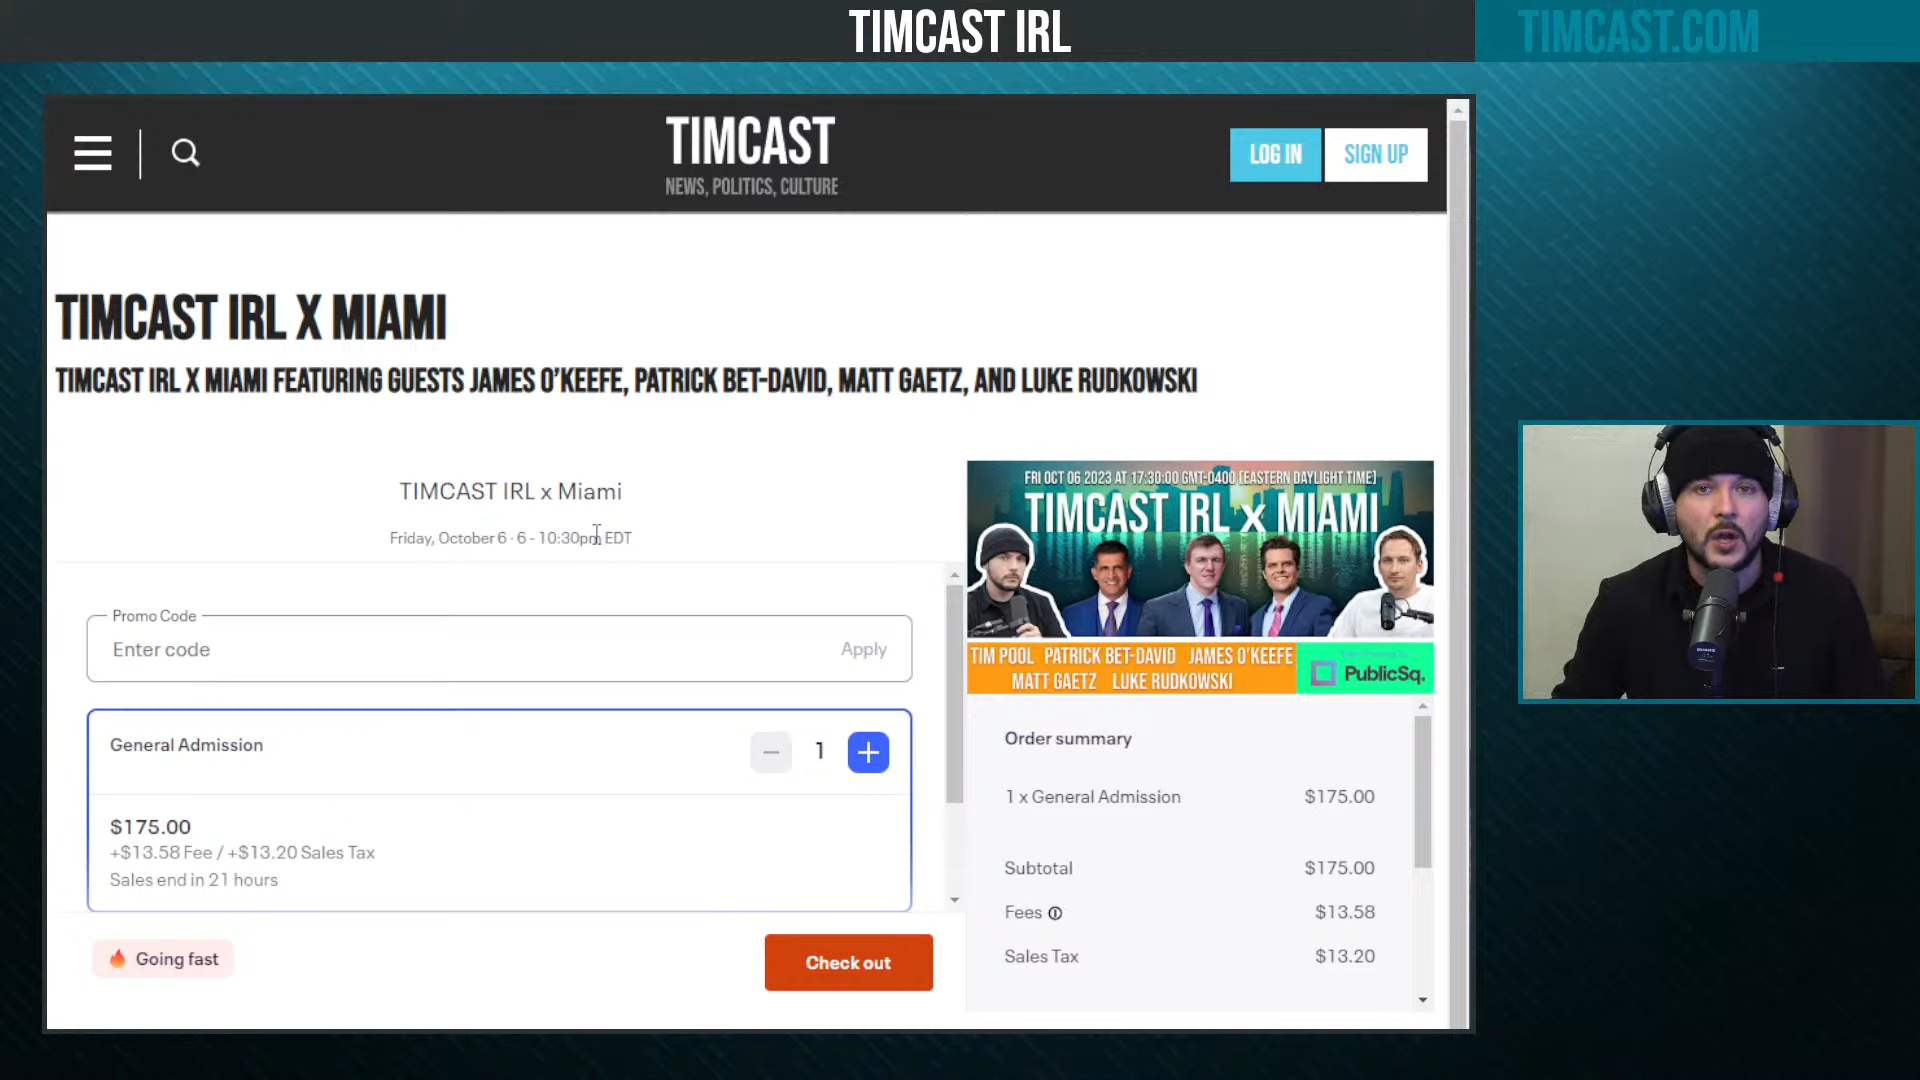 TIMCAST IRL
TIMCAST.COM
TIMCAST
NEWS, POLITICS, CULTURE
LOG IN
SIGN UP
TIMCAST IRL X MIAMI
TIMCAST IRL X MIAMI FEATURING GUESTS JAMES O'KEEFE, PATRICK BET-DAVID, MATT GAETZ, AND LUKE RUDKOWSKI
TIMCAST IRL x Miami
Friday, October 6 · 6 - 10:30pm EDT
Promo Code
Enter code
Apply
General Admission
1
$175.00
+$13.58 Fee / +$13.20 Sales Tax
Sales end in 21 hours
Going fast
Check out
FRI OCT 06 2023 AT 17:30:00 GMT-0400 (EASTERN DAYLIGHT TIME)
TIMCAST IRL X MIAMI
TIM POOL PATRICK BET-DAVID JAMES O'KEEFE
MATT GAETZ LUKE RUDKOWSKI
PublicSq.
Order summary
1 x General Admission $175.00
Subtotal $175.00
Fees $13.58
Sales Tax $13.20